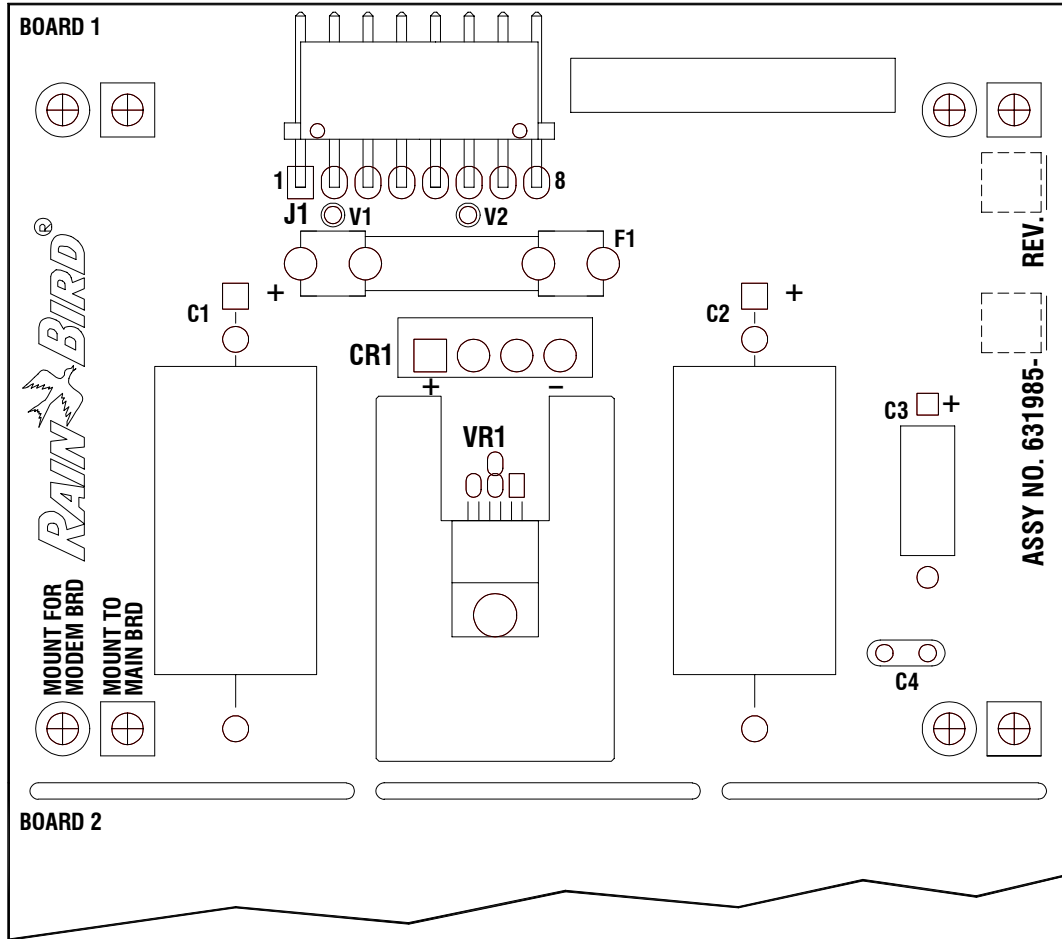 BOARD 1
1
8
J1
V1
V2
F1
REV.
RAIN BIRD®
C1
+
C2
+
CR1
+
–
C3
+
VR1
ASSY NO. 631985-
MOUNT FOR
MODEM BRD
MOUNT TO
MAIN BRD
C4
BOARD 2